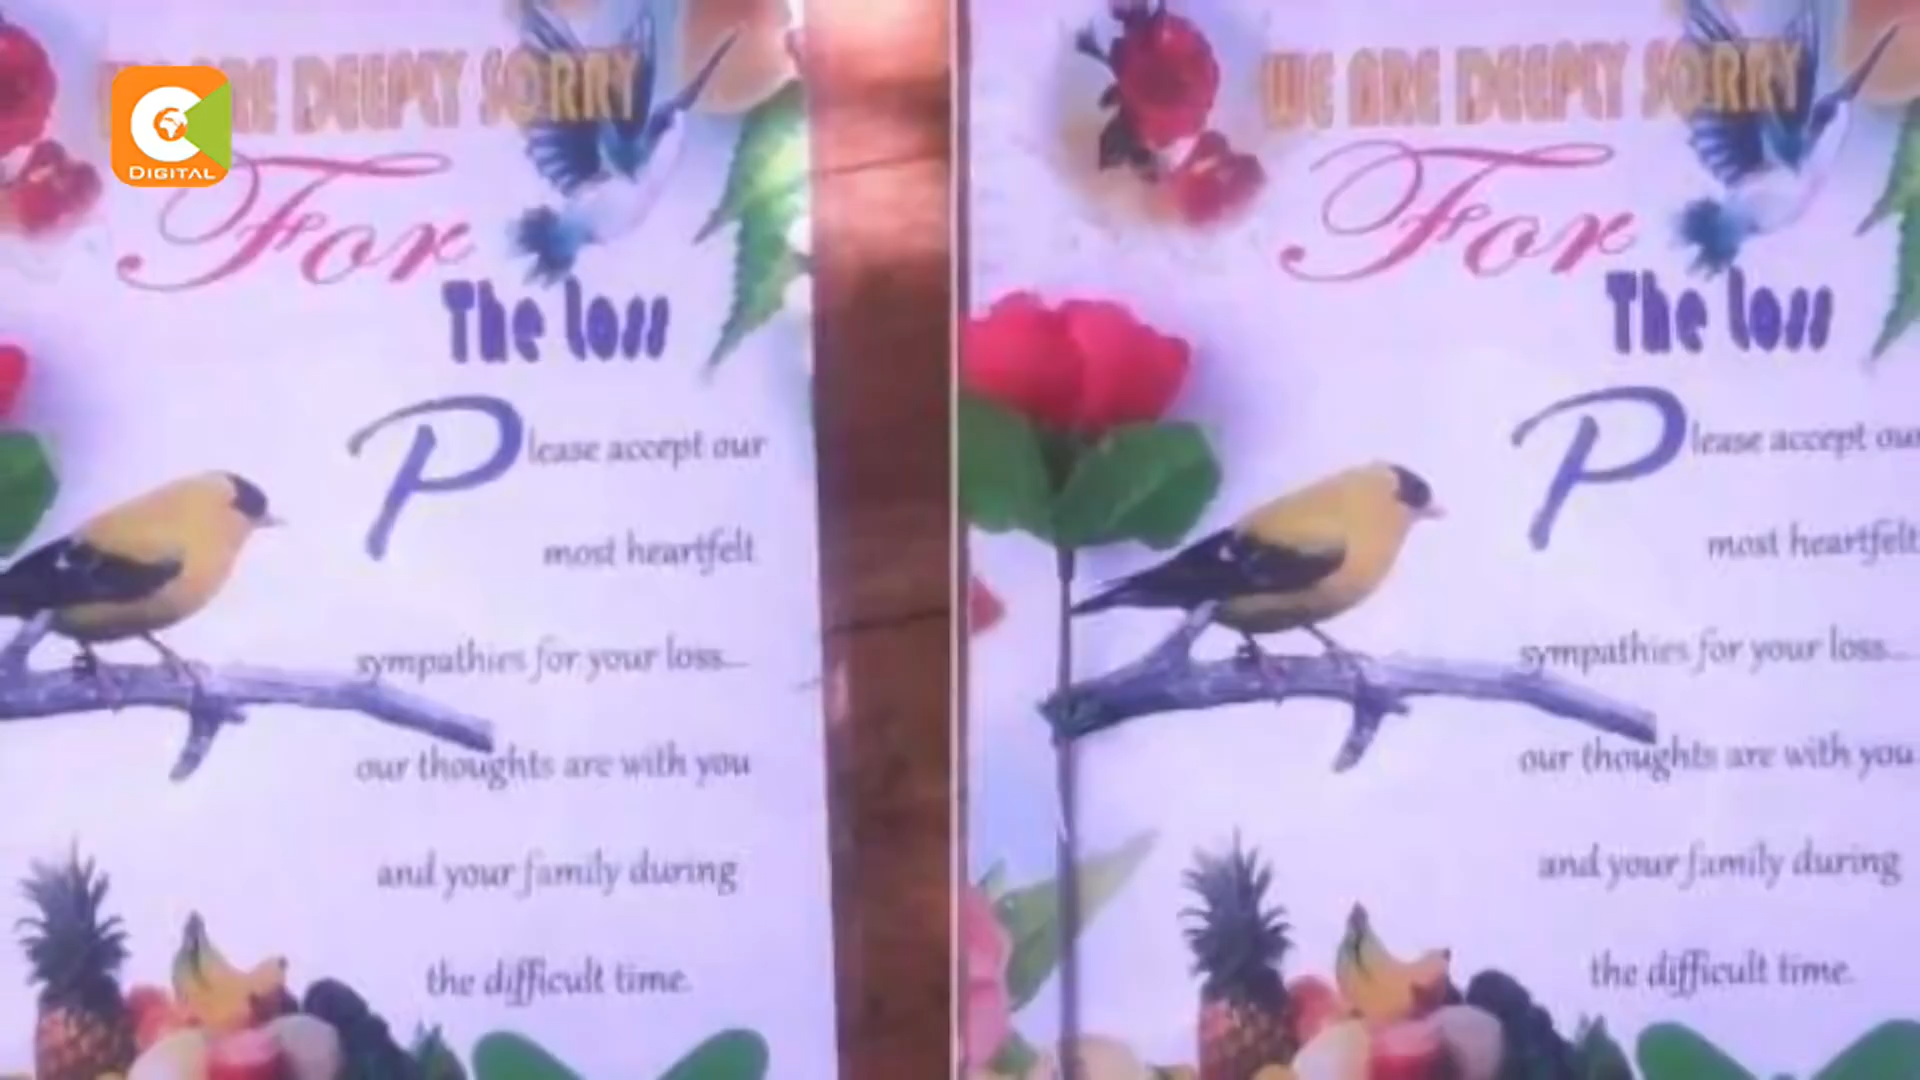 C
DIGITAL
ARE DEEPLY SORRY
For
The loss
Please accept our
most heartfelt
sympathies for your loss...
our thoughts are with you
and your family during
the difficult time.
WE ARE DEEPLY SORRY
For
The loss
Please accept our
most heartfelt
sympathies for your loss...
our thoughts are with you
and your family during
the difficult time.